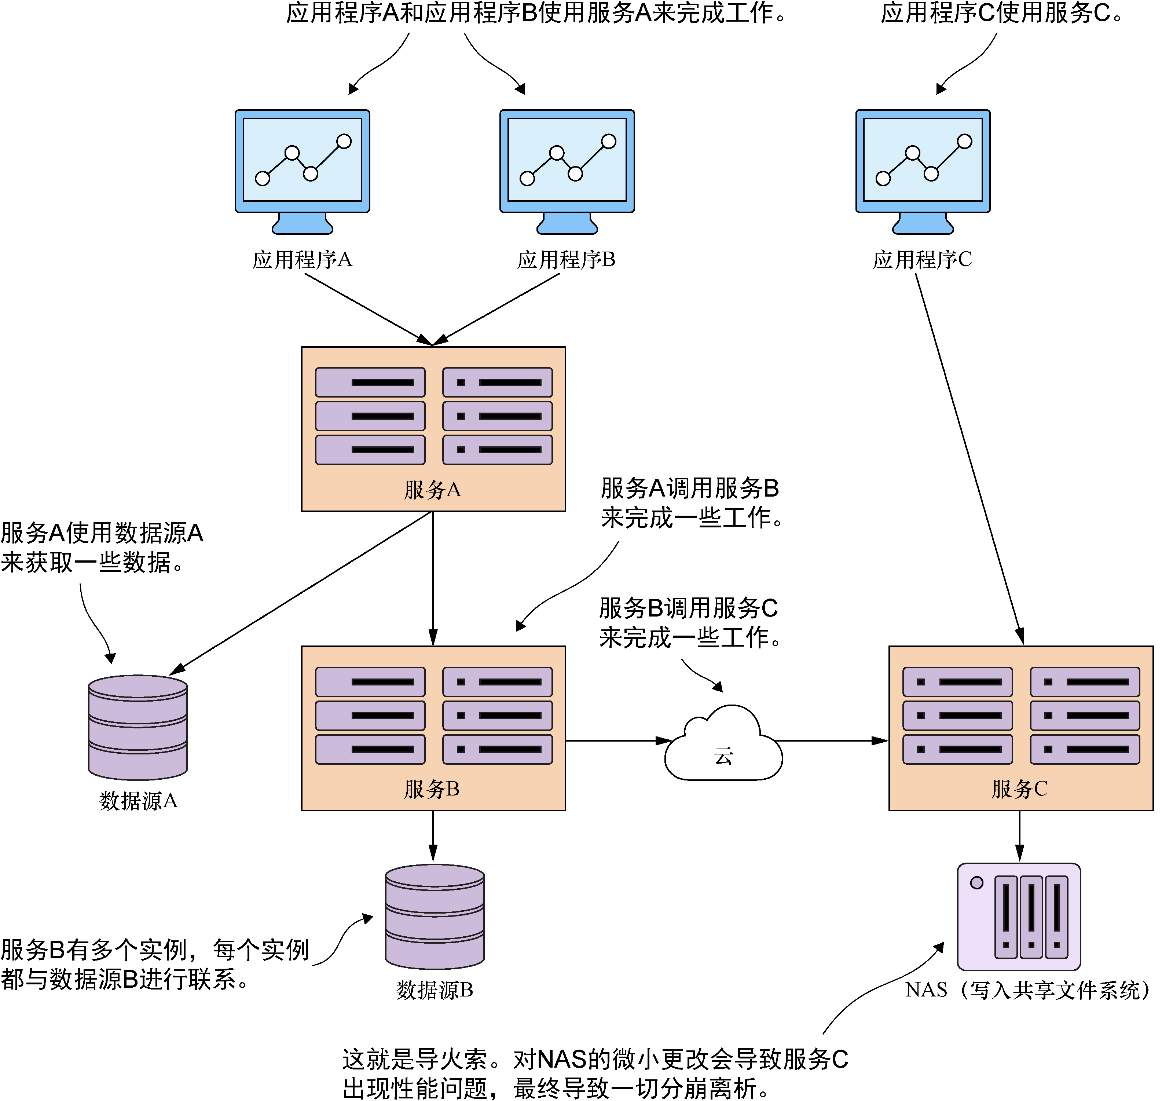 应用程序A和应用程序B使用服务A来完成工作。
应用程序C使用服务C。
应用程序A
应用程序B
应用程序C
服务A
服务A调用服务B
来完成一些工作。
服务A使用数据源A
来获取一些数据。
服务B调用服务C
来完成一些工作。
云
数据源A
服务B
服务C
服务B有多个实例，每个实例
都与数据源B进行联系。
数据源B
NAS（写入共享文件系统）
这就是导火索。对NAS的微小更改会导致服务C
出现性能问题，最终导致一切分崩离析。